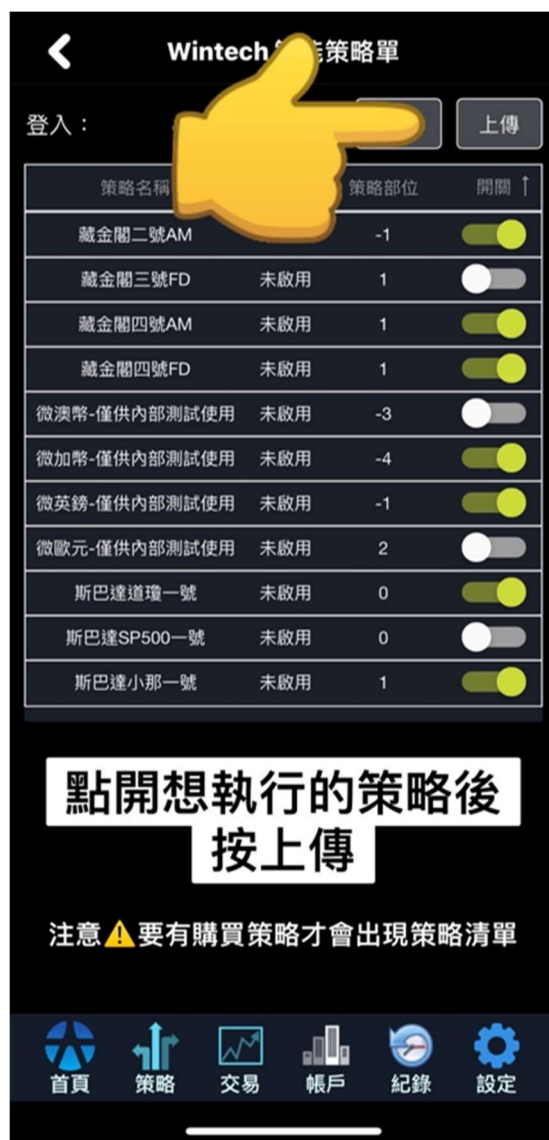 Wintech 策略單
登入：
上傳
策略名稱 策略部位 開關↑
藏金閣二號AM -1
藏金閣三號FD 未啟用 1
藏金閣四號AM 未啟用 1
藏金閣四號FD 未啟用 1
微澳幣-僅供內部測試使用 未啟用 -3
微加幣-僅供內部測試使用 未啟用 -4
微英鎊-僅供內部測試使用 未啟用 -1
微歐元-僅供內部測試使用 未啟用 2
斯巴達道瓊一號 未啟用 0
斯巴達SP500一號 未啟用 0
斯巴達小那一號 未啟用 1
點開想執行的策略後
按上傳
注意⚠️要有購買策略才會出現策略清單
首頁 策略 交易 帳戶 紀錄 設定